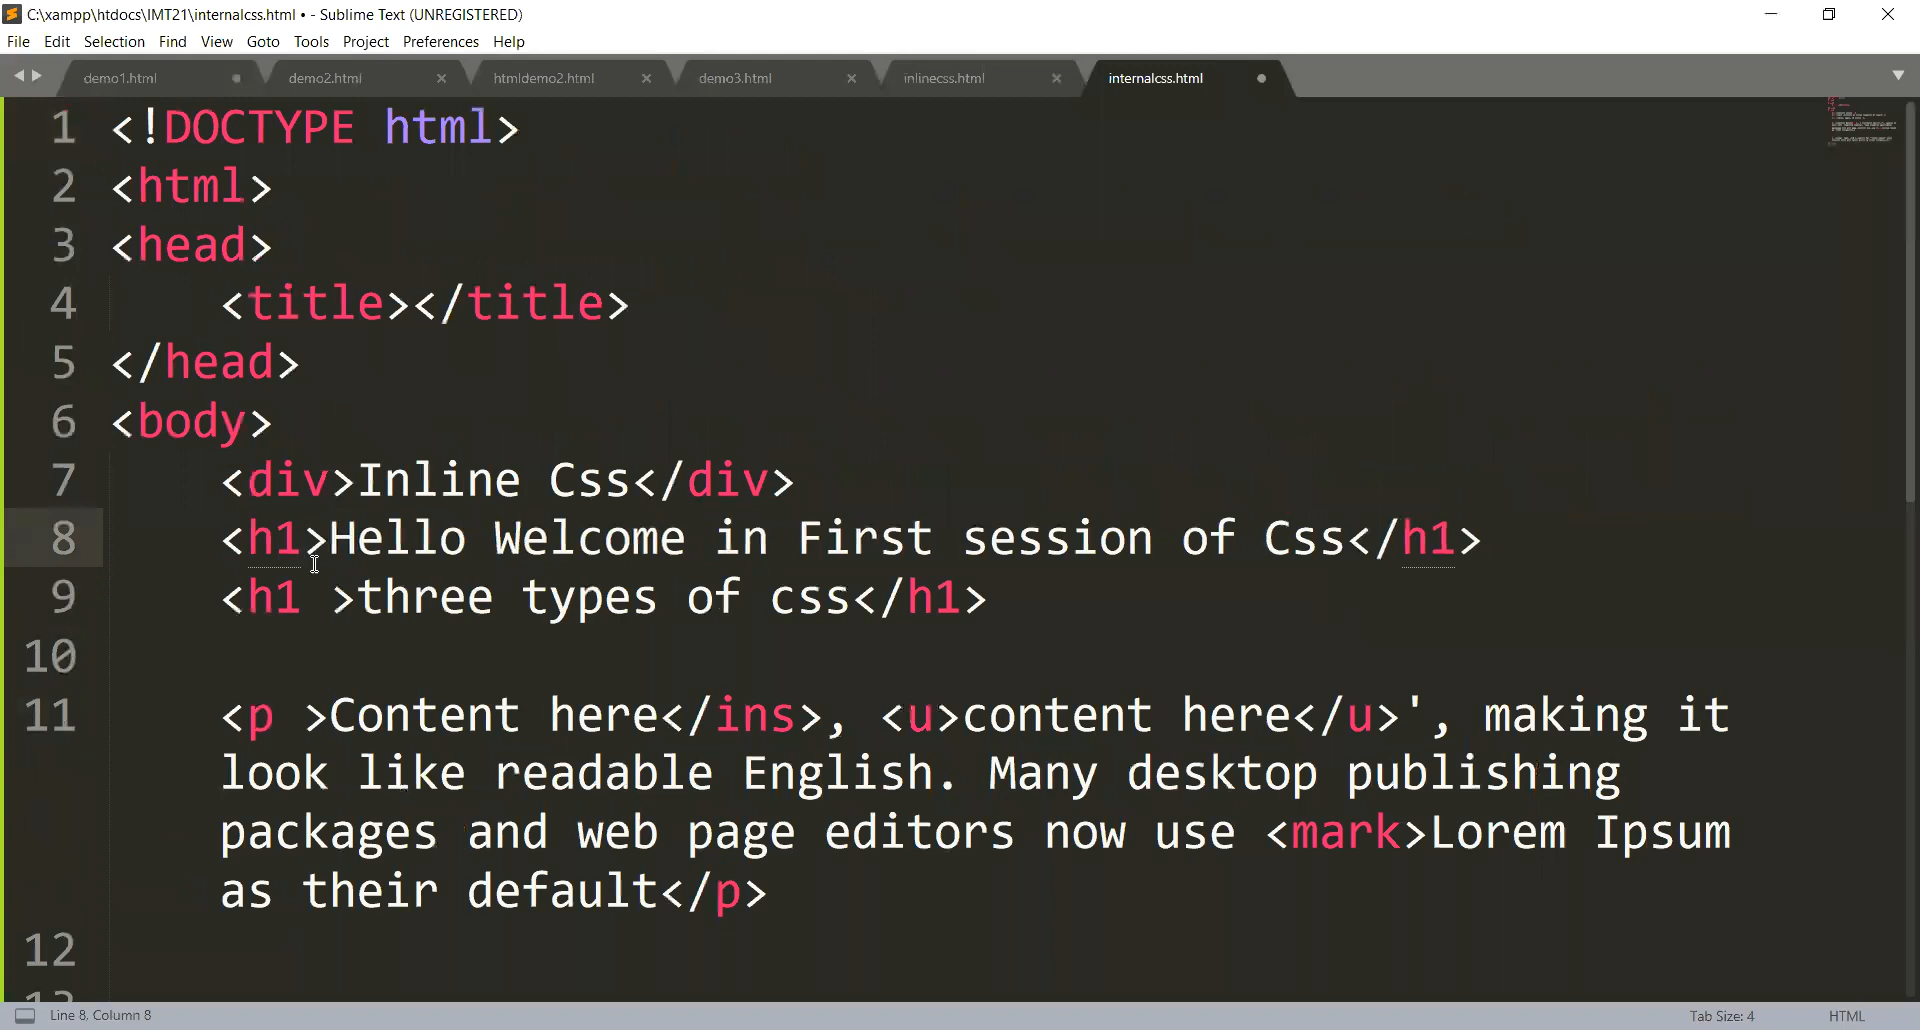 C:\xampp\htdocs\IMT21\internalcss.html • - Sublime Text (UNREGISTERED)
File Edit Selection Find View Goto Tools Project Preferences Help
demo1.html demo2.html htmldemo2.html demo3.html inlinecss.html internalcss.html
1 <!DOCTYPE html>
2 <html>
3 <head>
4 <title></title>
5 </head>
6 <body>
7 <div>Inline Css</div>
8 <h1>Hello Welcome in First session of Css</h1>
9 <h1 >three types of css</h1>
10
11 <p >Content here</ins>, <u>content here</u>', making it
look like readable English. Many desktop publishing
packages and web page editors now use <mark>Lorem Ipsum
as their default</p>
12
Line 8, Column 8 Tab Size: 4 HTML